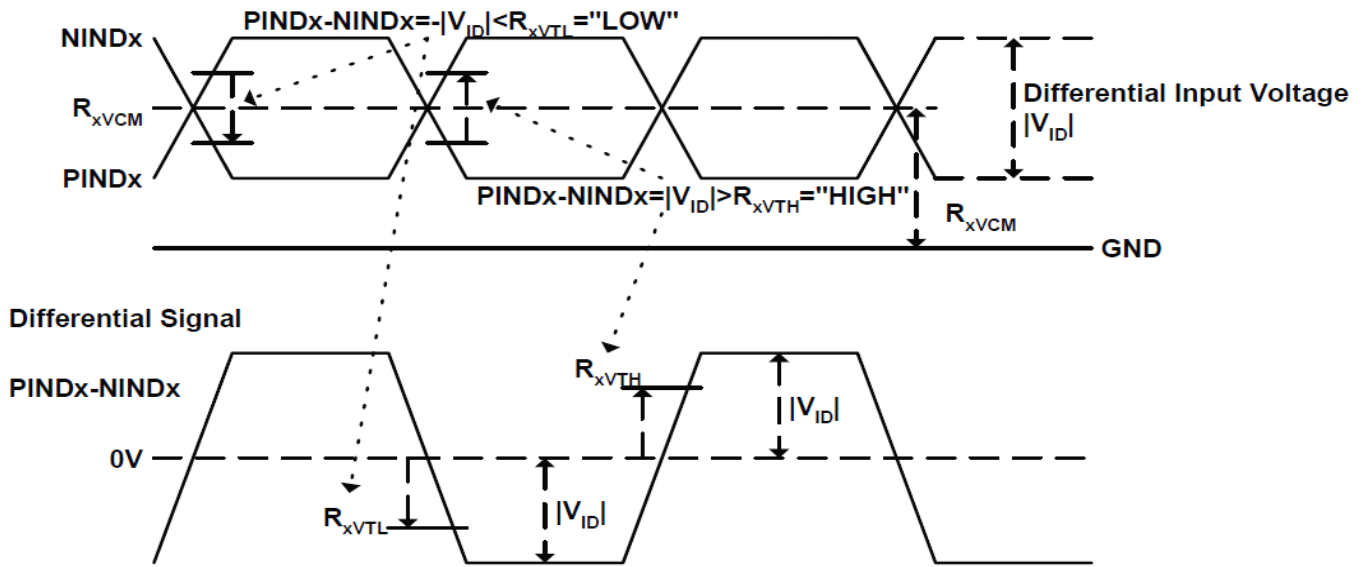 PINDx-NINDx=-|VID|<RxVTL="LOW"
NINDx
RxVCM
Differential Input Voltage
|VID|
PINDx
PINDx-NINDx=|VID|>RxVTH="HIGH"
RxVCM
GND
Differential Signal
PINDx-NINDx
RxVTH
|VID|
0V
RxVTL
|VID|